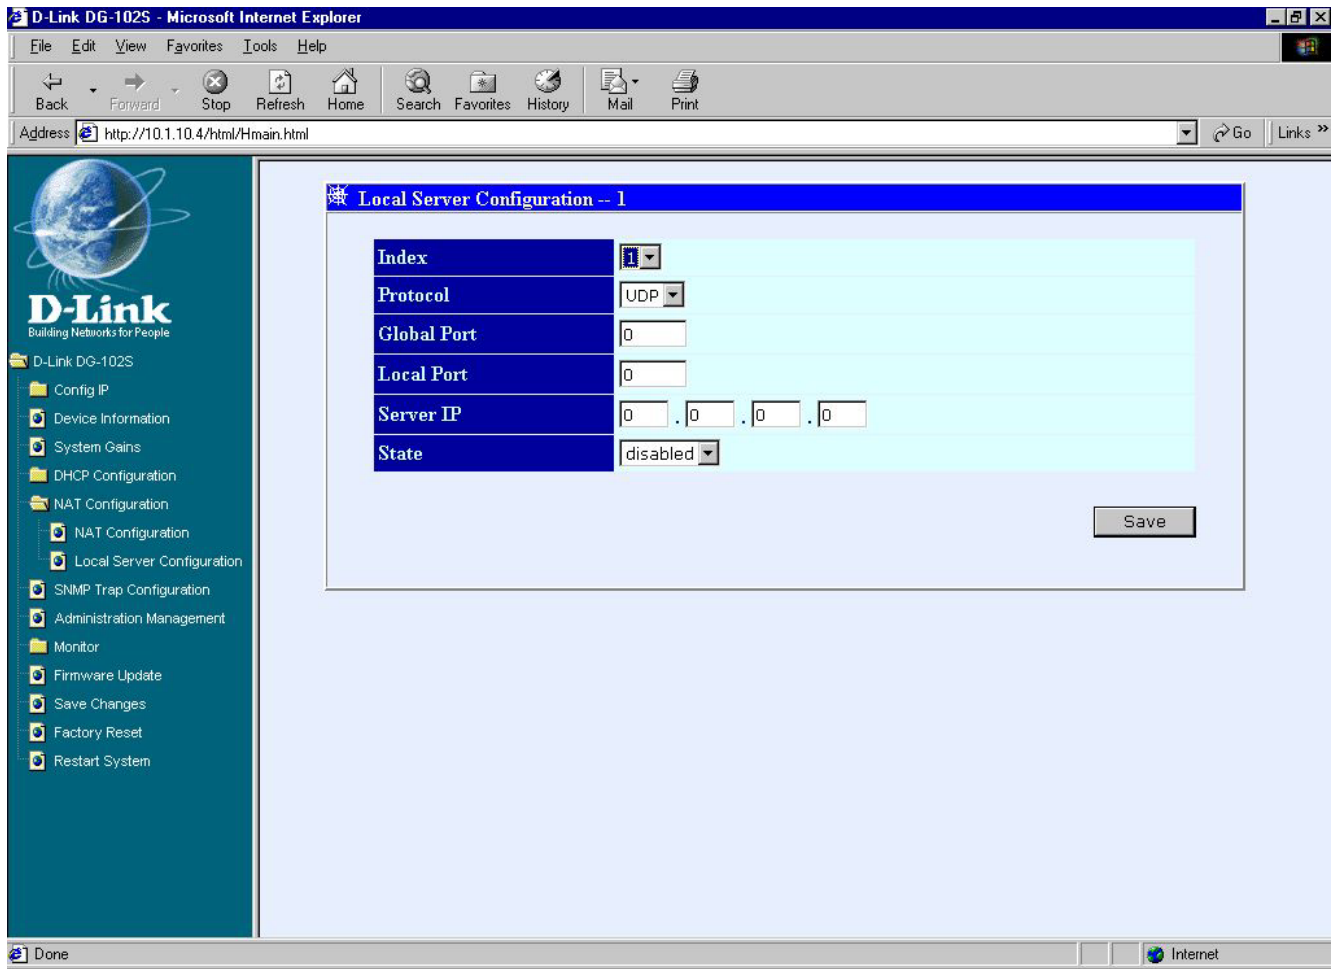 D-Link DG-102S - Microsoft Internet Explorer
File Edit View Favorites Tools Help
Back Forward Stop Refresh Home Search Favorites History Mail Print
Address http://10.1.10.4/html/Hmain.html Go Links »
D-Link
Building Networks for People
D-Link DG-102S
Config IP
Device Information
System Gains
DHCP Configuration
NAT Configuration
NAT Configuration
Local Server Configuration
SNMP Trap Configuration
Administration Management
Monitor
Firmware Update
Save Changes
Factory Reset
Restart System
Local Server Configuration -- 1
Index 1
Protocol UDP
Global Port 0
Local Port 0
Server IP 0 . 0 . 0 . 0
State disabled
Save
Done Internet